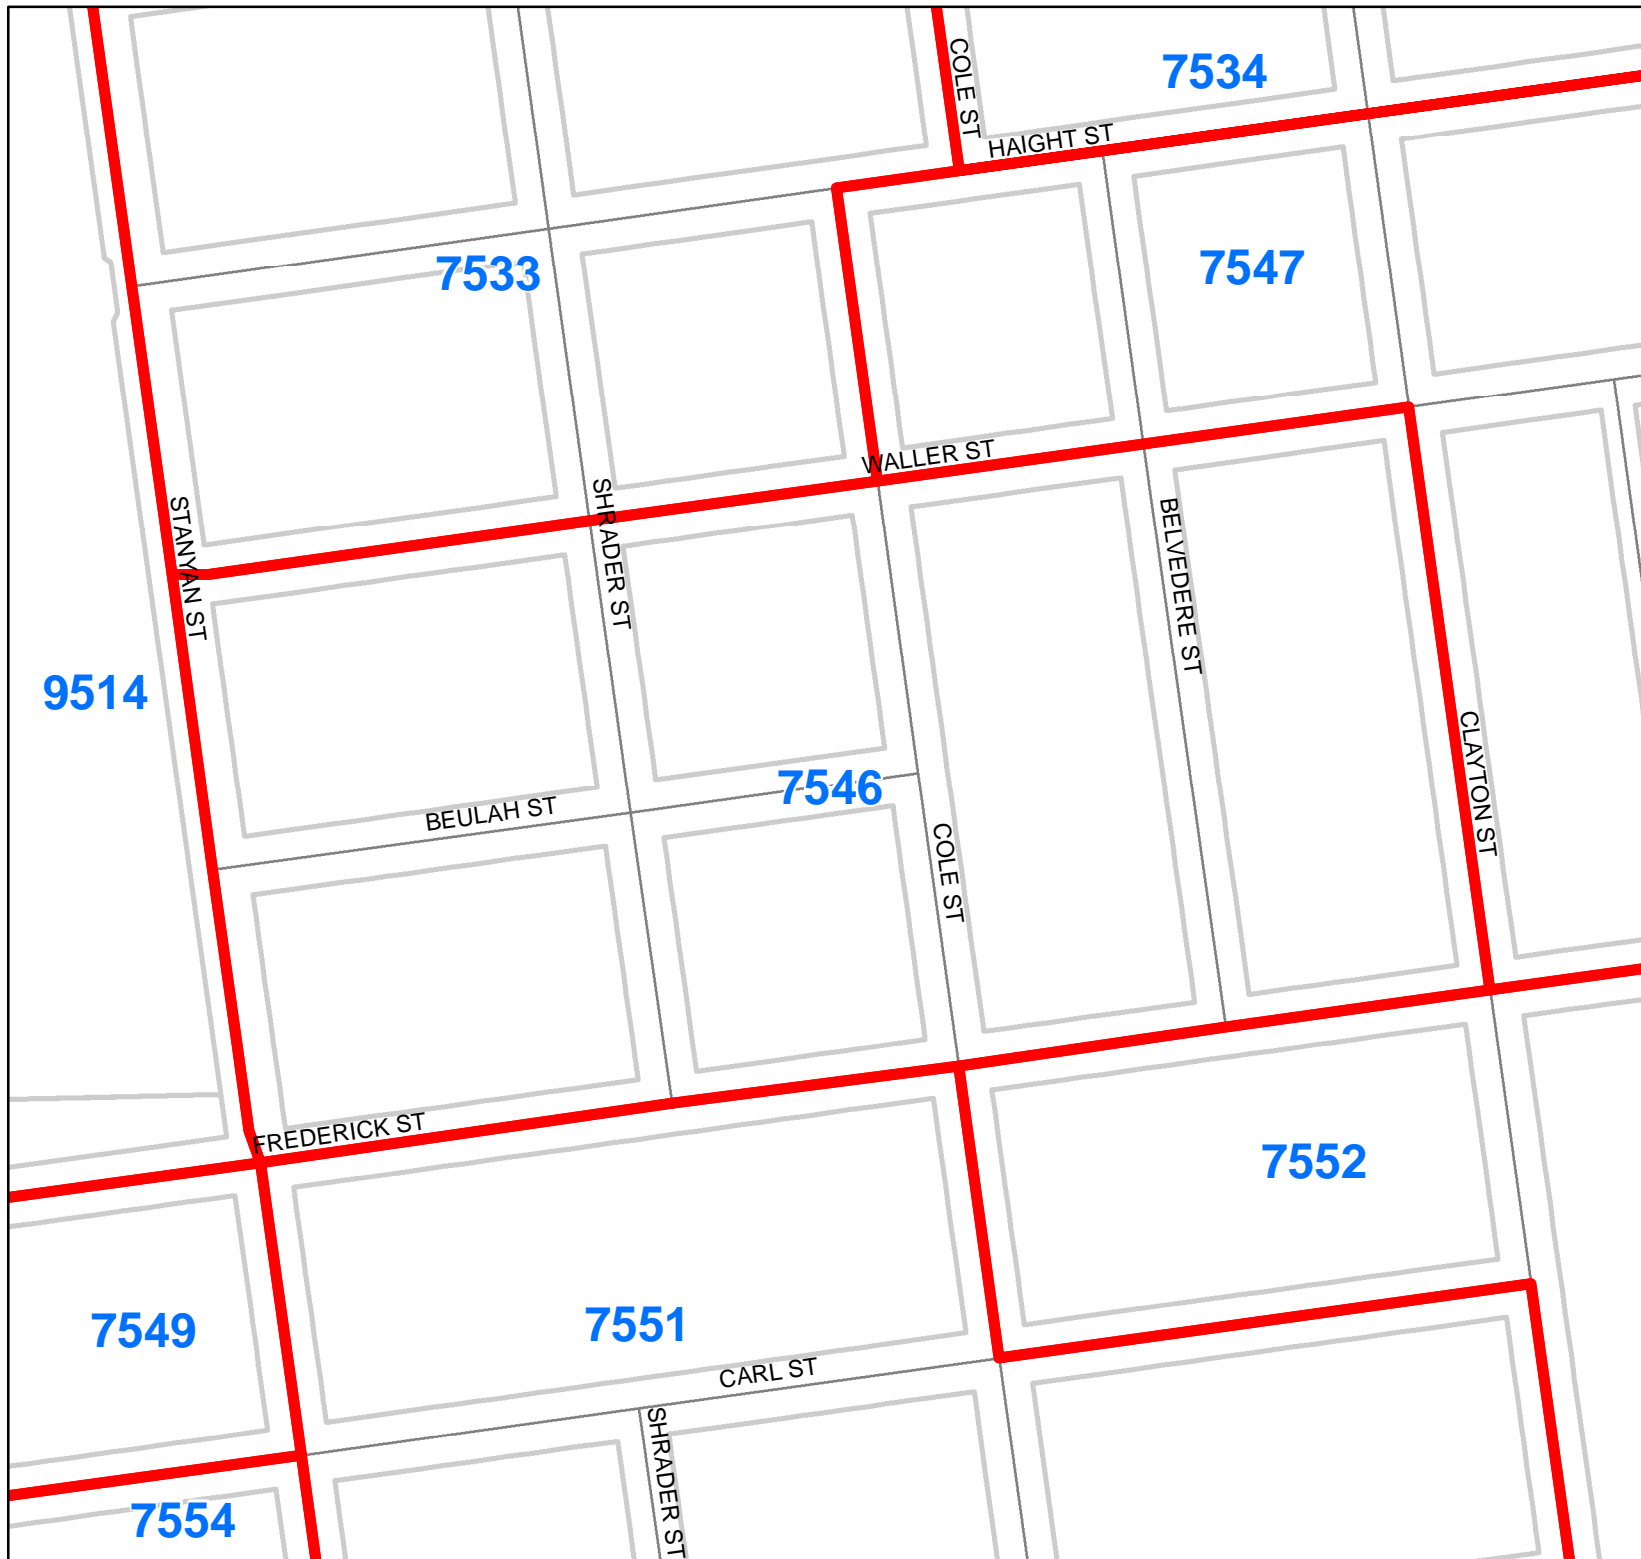 COLE ST
7534
HAIGHT ST
7533
7547
WALLER ST
SHRADER ST
STANYAN ST
BELVEDERE ST
9514
CLAYTON ST
7546
BEULAH ST
COLE ST
FREDERICK ST
7552
7549
7551
CARL ST
SHRADER ST
7554